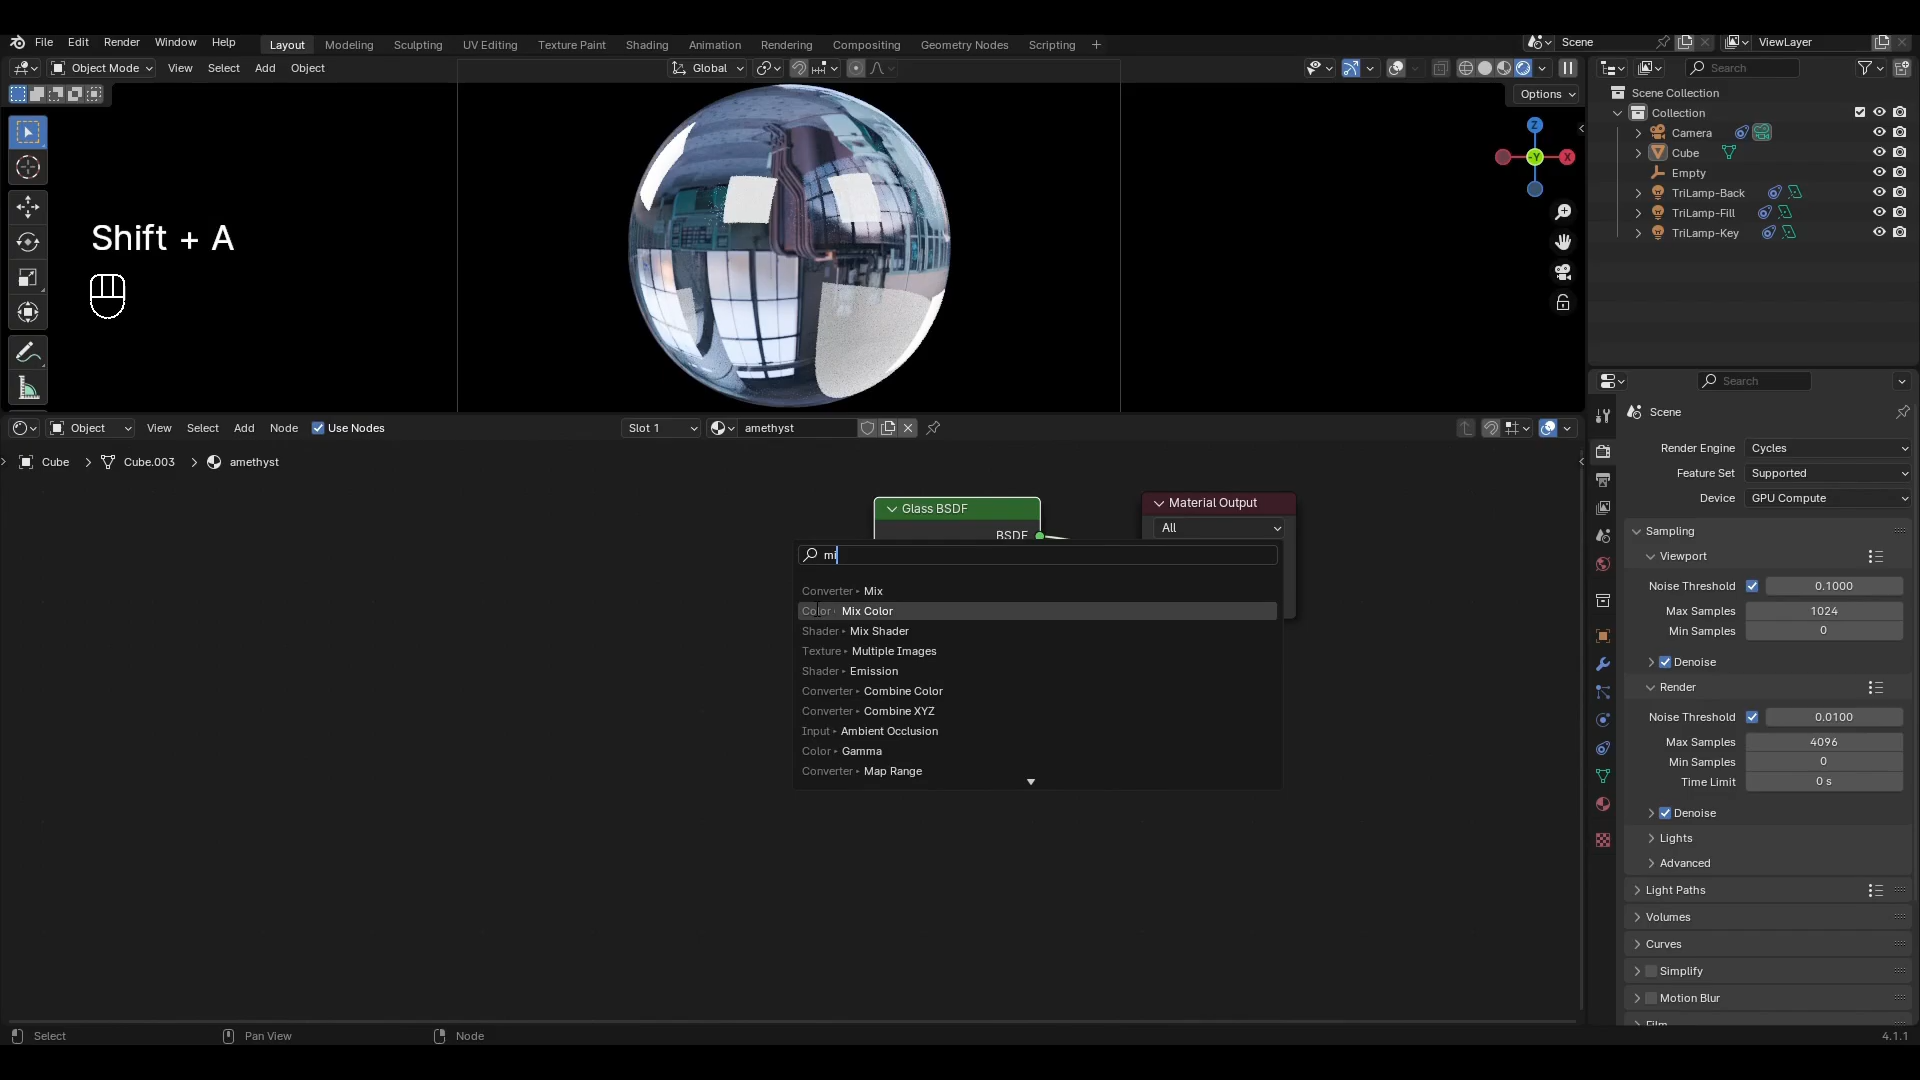 File Edit Render Window Help Layout Modeling Sculpting UV Editing Texture Paint Shading Animation Rendering Compositing Geometry Nodes Scripting + Scene ViewLayer
Object Mode View Select Add Object Global Search
Options
Scene Collection
Collection
Camera
Cube
Empty
TriLamp-Back
TriLamp-Fill
TriLamp-Key
Z
-Y
X
Shift + A
Search
Scene
Object View Select Add Node Use Nodes Slot 1 amethyst
Cube > Cube.003 > amethyst
Glass BSDF
BSDF
Material Output
All
mi
Converter ▸ Mix
Color ▸ Mix Color
Shader ▸ Mix Shader
Texture ▸ Multiple Images
Shader ▸ Emission
Converter ▸ Combine Color
Converter ▸ Combine XYZ
Input ▸ Ambient Occlusion
Color ▸ Gamma
Converter ▸ Map Range
Render Engine Cycles
Feature Set Supported
Device GPU Compute
Sampling
Viewport
Noise Threshold 0.1000
Max Samples 1024
Min Samples 0
Denoise
Render
Noise Threshold 0.0100
Max Samples 4096
Min Samples 0
Time Limit 0 s
Denoise
Lights
Advanced
Light Paths
Volumes
Curves
Simplify
Motion Blur
Film
Select Pan View Node 4.1.1